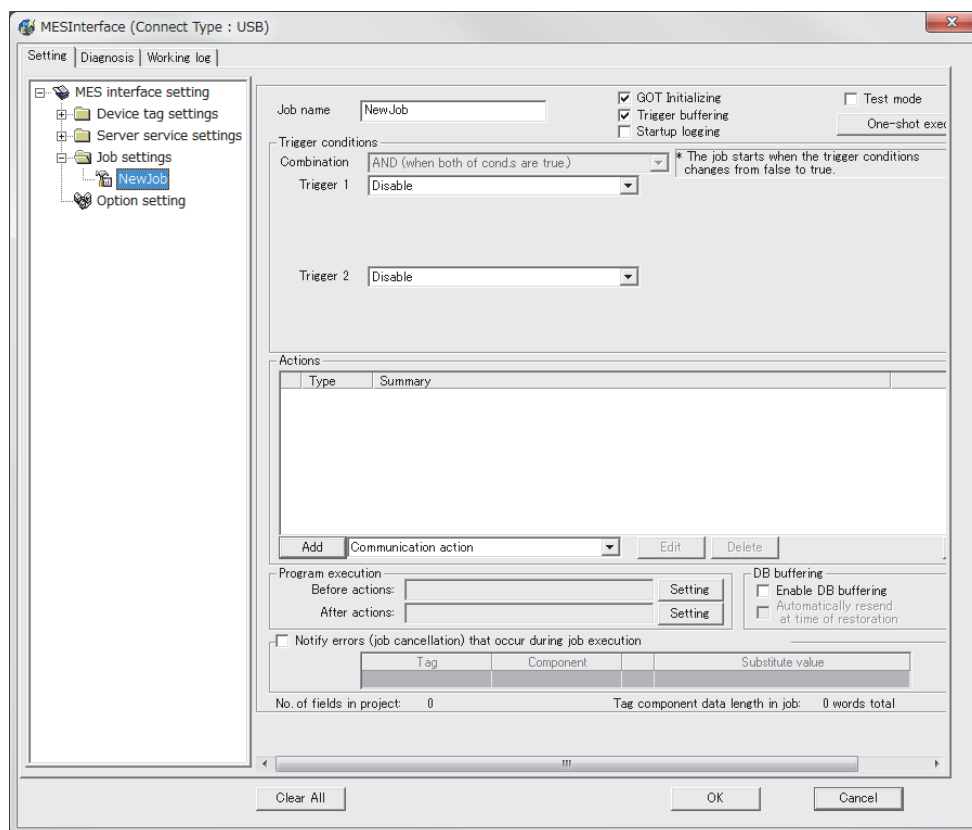 MESInterface (Connect Type : USB)
Setting Diagnosis Working log
MES interface setting
Device tag settings
Server service settings
Job settings
NewJob
Option setting
Job name NewJob
GOT Initializing
Trigger buffering
Startup logging
Test mode
One-shot exec
Trigger conditions
Combination AND (when both of cond.s are true.)
* The job starts when the trigger conditions
changes from false to true.
Trigger 1 Disable
Trigger 2 Disable
Actions
Type Summary
Add Communication action Edit Delete
Program execution
Before actions: Setting
After actions: Setting
DB buffering
Enable DB buffering
Automatically resend
at time of restoration
Notify errors (job cancellation) that occur during job execution
Tag Component Substitute value
No. of fields in project: 0 Tag component data length in job: 0 words total
Clear All OK Cancel